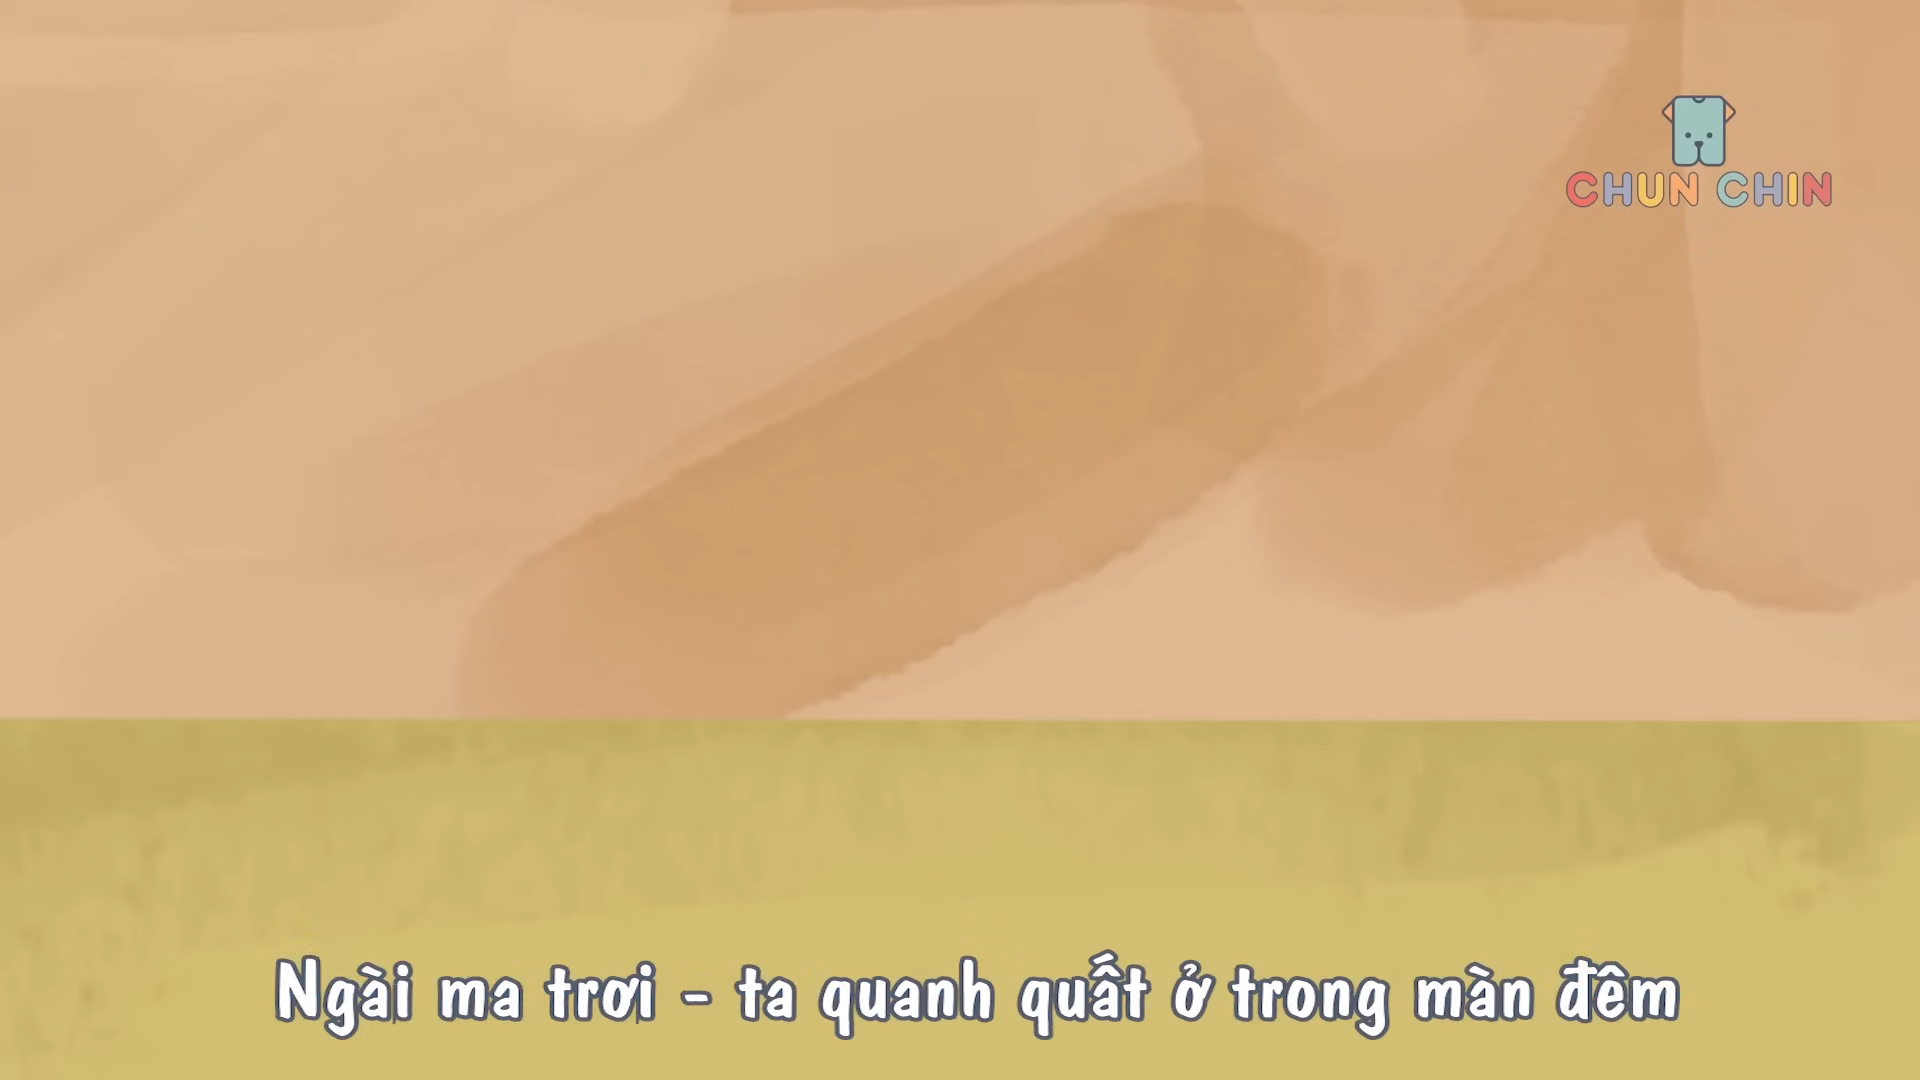 CHUN CHIN
Ngài ma trơi - ta quanh quất ở trong màn đêm